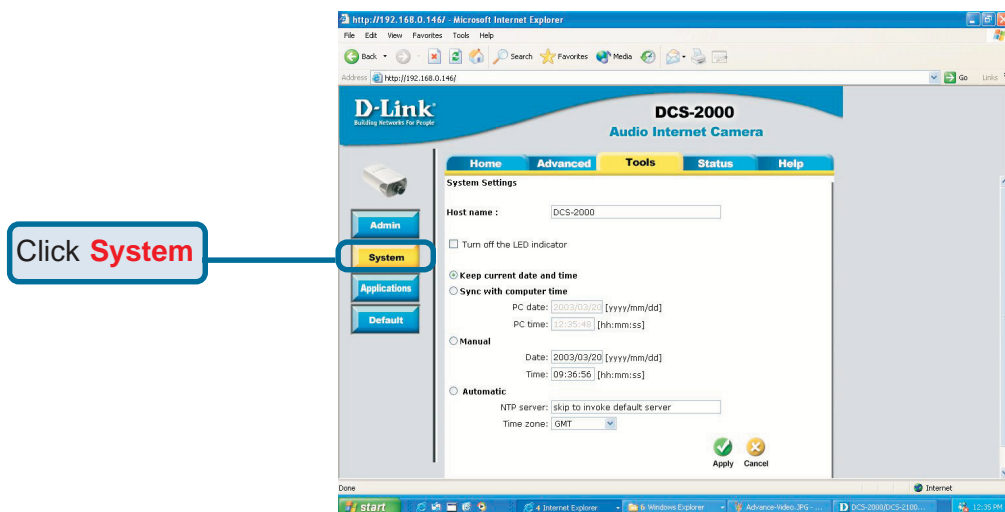 http://192.168.0.146/ - Microsoft Internet Explorer
File Edit View Favorites Tools Help
Back Search Favorites Media
Address http://192.168.0.146/ Go Links
D-Link
Building Networks for People
DCS-2000
Audio Internet Camera
Home Advanced Tools Status Help
System Settings
Host name : DCS-2000
Admin
Turn off the LED indicator
Click System
System
Keep current date and time
Applications
Sync with computer time
PC date: 2003/03/20 [yyyy/mm/dd]
PC time: 12:35:48 [hh:mm:ss]
Default
Manual
Date: 2003/03/20 [yyyy/mm/dd]
Time: 09:36:56 [hh:mm:ss]
Automatic
NTP server: skip to invoke default server
Time zone: GMT
Apply Cancel
Done Internet
start 4 Internet Explorer 6 Windows Explorer Advance-Video.JPG - ... DCS-2000/DCS-2100... 12:35 PM